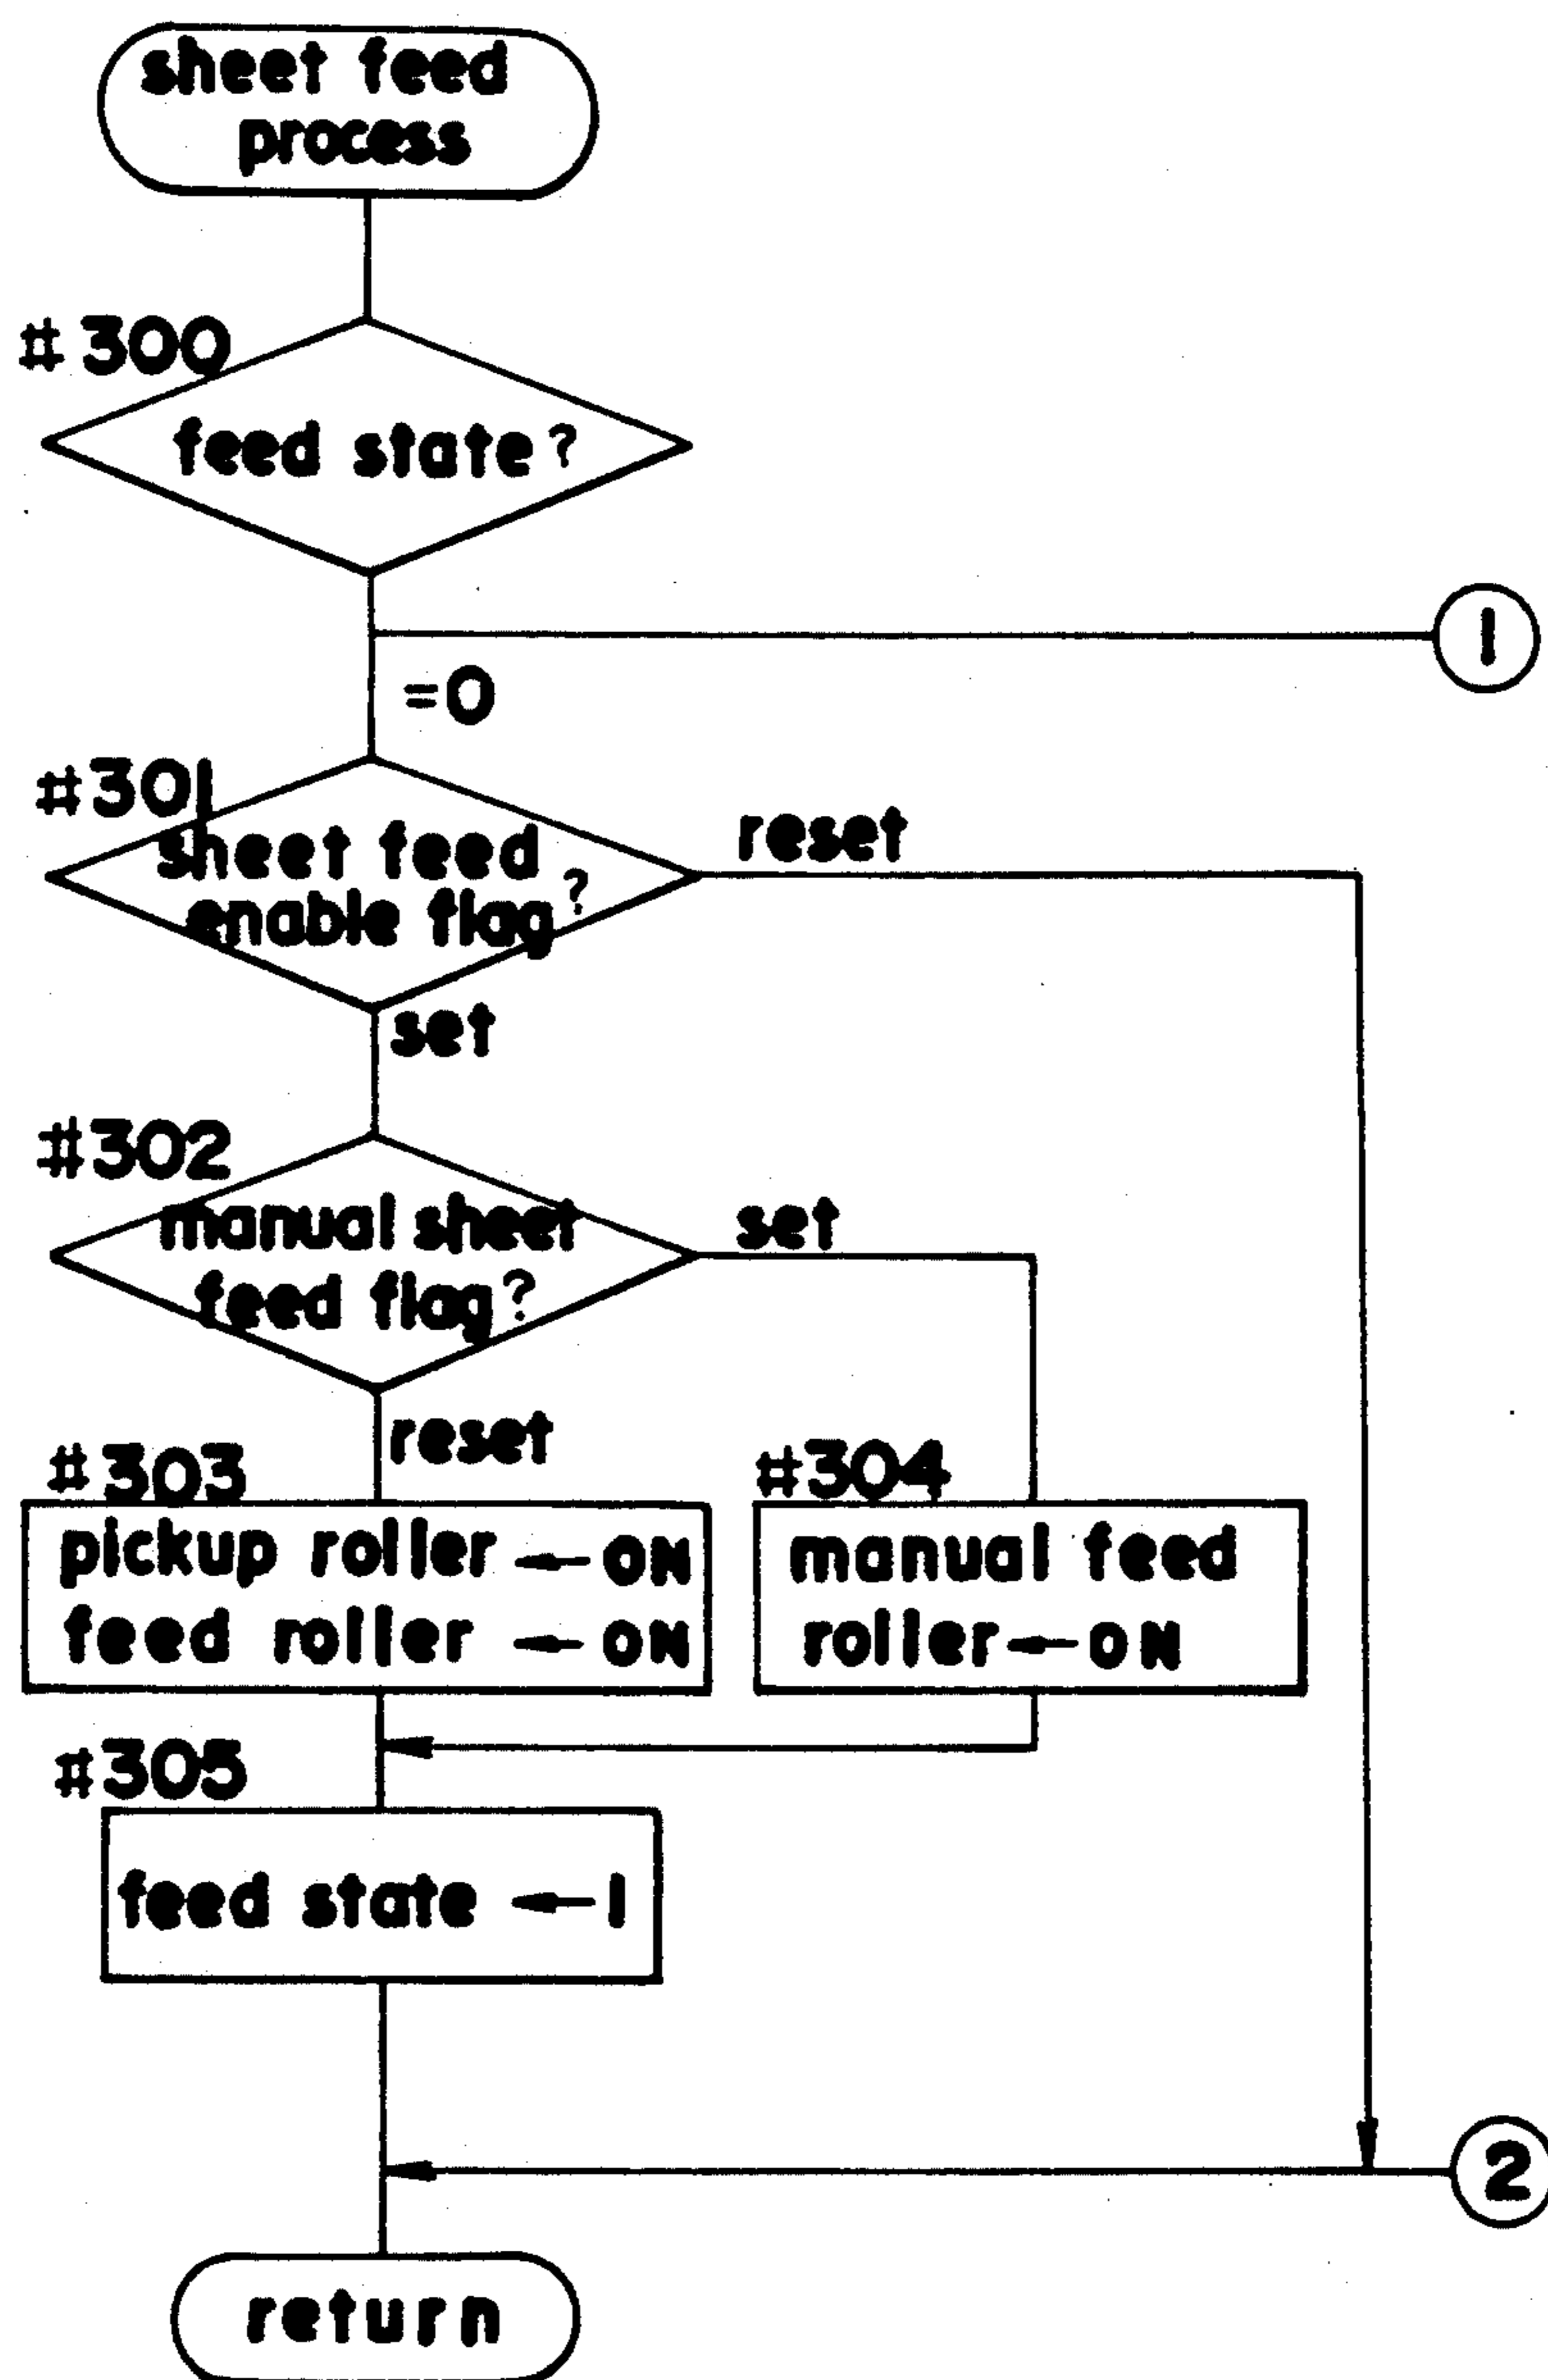 sheet feed
process
#300
feed state?
1
=0
#301
sheet feed
enable flag?
reset
set
#302
manual sheet
feed flag?
set
reset
#303
pickup roller ← ON
feed roller ← ON
#304
manual feed
roller ← ON
#305
feed state ← 1
2
return